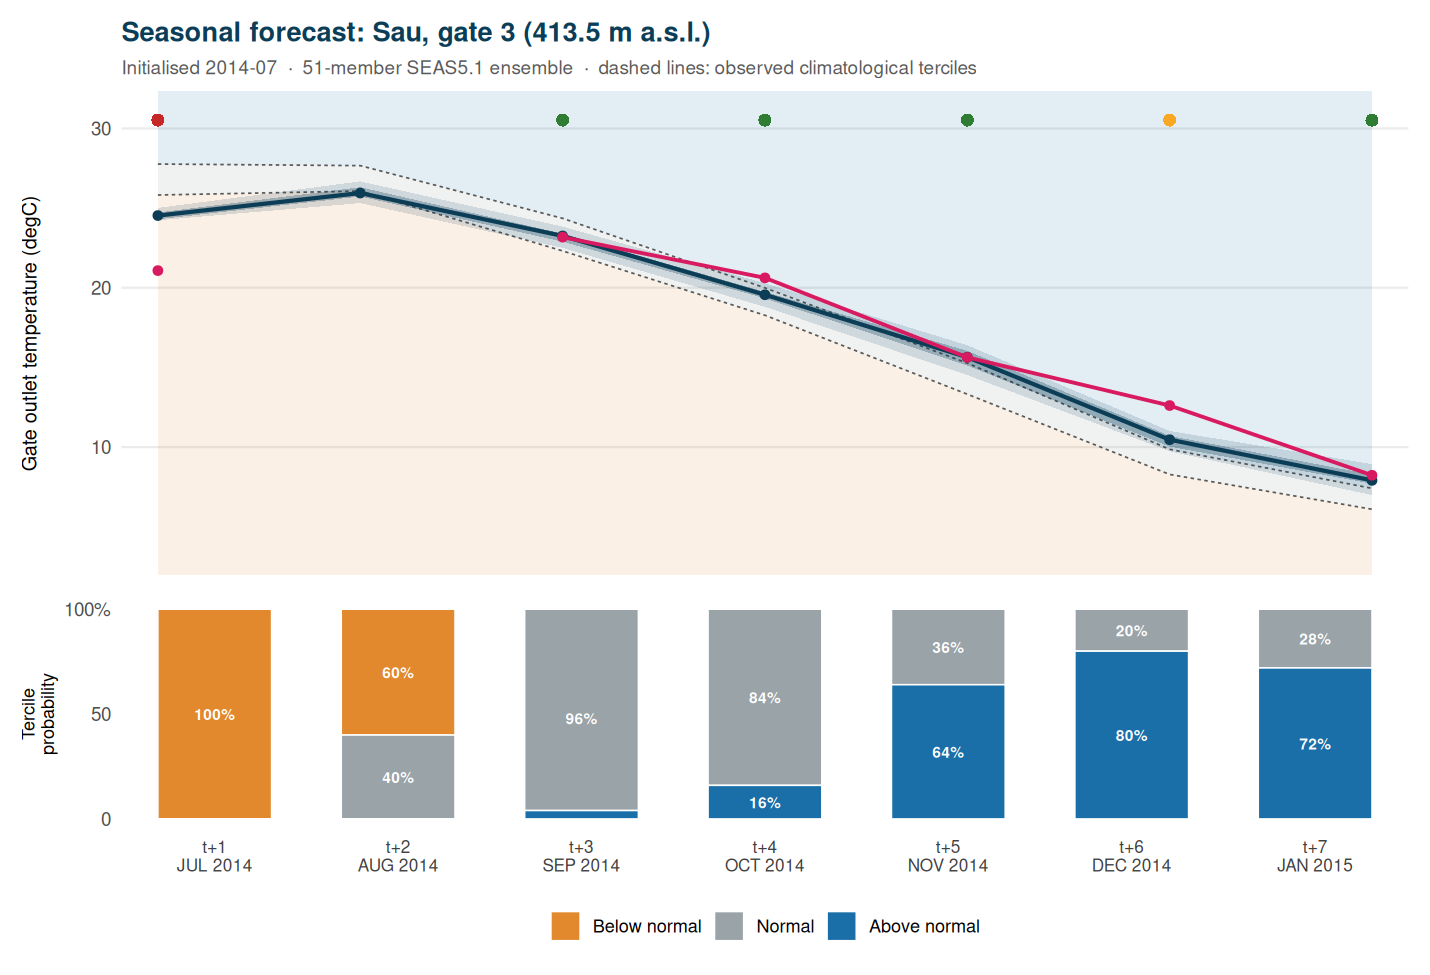 Seasonal forecast: Sau, gate 3 (413.5 m a.s.l.)
Initialised 2014-07 · 51-member SEAS5.1 ensemble · dashed lines: observed climatological terciles
Gate outlet temperature (degC)
30
20
10
Tercile
probability
100%
50
0
100%
60%
40%
96%
84%
16%
36%
64%
20%
80%
28%
72%
t+1
JUL 2014
t+2
AUG 2014
t+3
SEP 2014
t+4
OCT 2014
t+5
NOV 2014
t+6
DEC 2014
t+7
JAN 2015
Below normal
Normal
Above normal